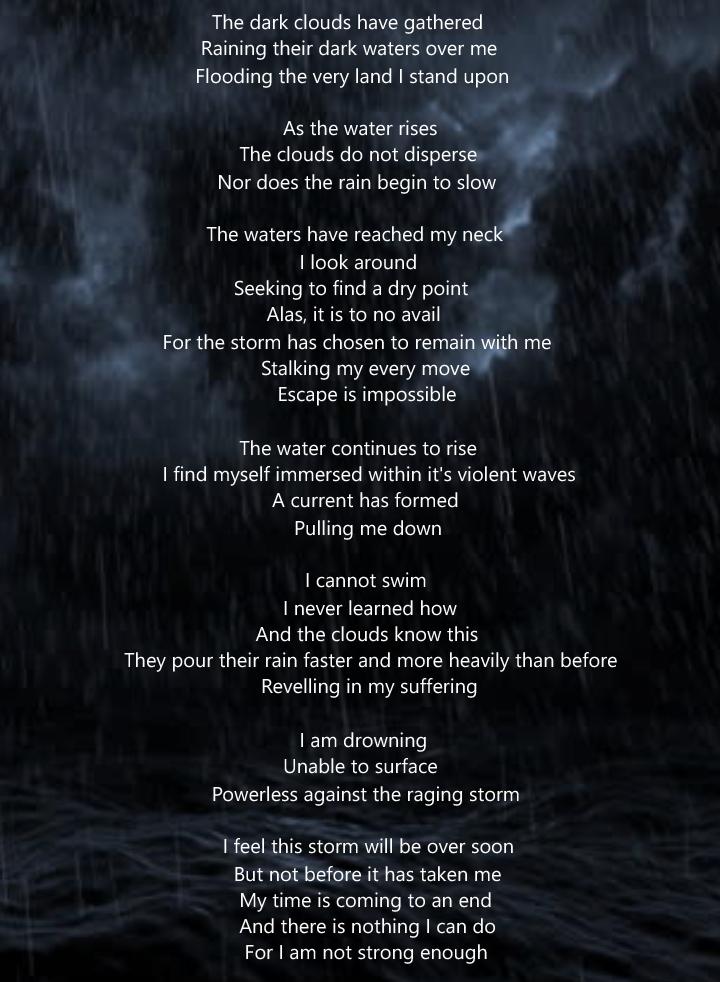 The dark clouds have gathered
Raining their dark waters over me
Flooding the very land I stand upon
As the water rises
The clouds do not disperse
Nor does the rain begin to slow
The waters have reached my neck
I look around
Seeking to find a dry point
Alas, it is to no avail
For the storm has chosen to remain with me
Stalking my every move
Escape is impossible
The water continues to rise
I find myself immersed within it's violent waves
A current has formed
Pulling me down
I cannot swim
I never learned how
And the clouds know this
They pour their rain faster and more heavily than before
Revelling in my suffering
I am drowning
Unable to surface
Powerless against the raging storm
I feel this storm will be over soon
But not before it has taken me
My time is coming to an end
And there is nothing I can do
For I am not strong enough